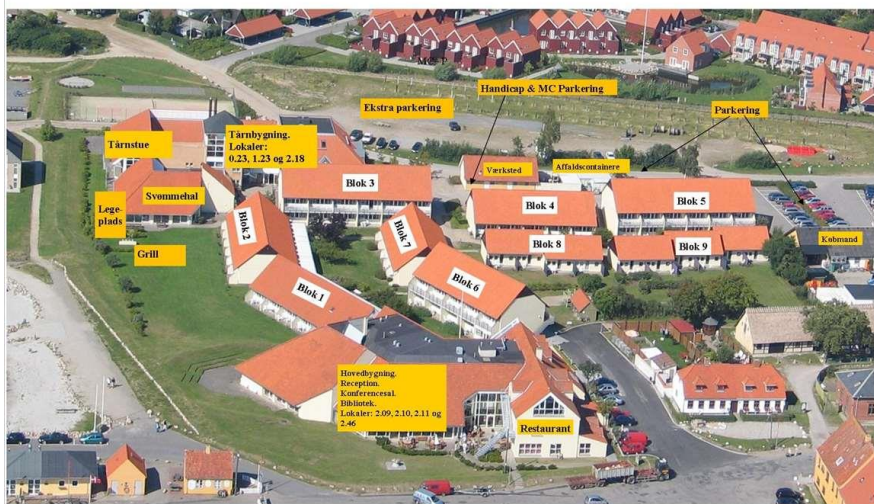 Handicap & MC Parkering
Ekstra parkering
Parkering
Tårnstue
Tårnbygning.
Lokaler:
0.23, 1.23 og 2.18
Værksted
Affaldscontainere
Svommehal
Lege-
plads
Grill
Blok 3
Blok 2
Blok 7
Blok 4
Blok 5
Blok 8
Blok 9
Købmand
Blok 1
Blok 6
Hovedbygning.
Reception.
Konferencesal.
Bibliotek.
Lokaler: 2.09, 2.10, 2.11 og
2.46
Restaurant